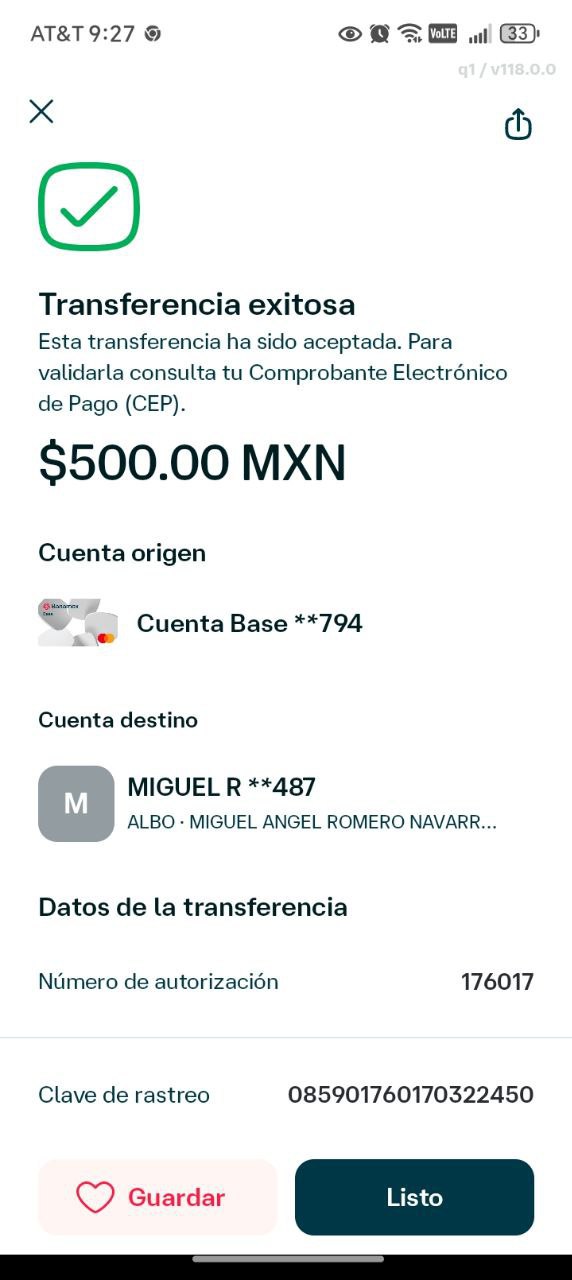 AT&T 9:27 VoLTE 33
q1 / v118.0.0
Transferencia exitosa
Esta transferencia ha sido aceptada. Para
validarla consulta tu Comprobante Electrónico
de Pago (CEP).
$500.00 MXN
Cuenta origen
Banamex
Cuenta Base **794
Cuenta destino
M
MIGUEL R **487
ALBO · MIGUEL ANGEL ROMERO NAVARR...
Datos de la transferencia
Número de autorización 176017
Clave de rastreo 085901760170322450
Guardar Listo